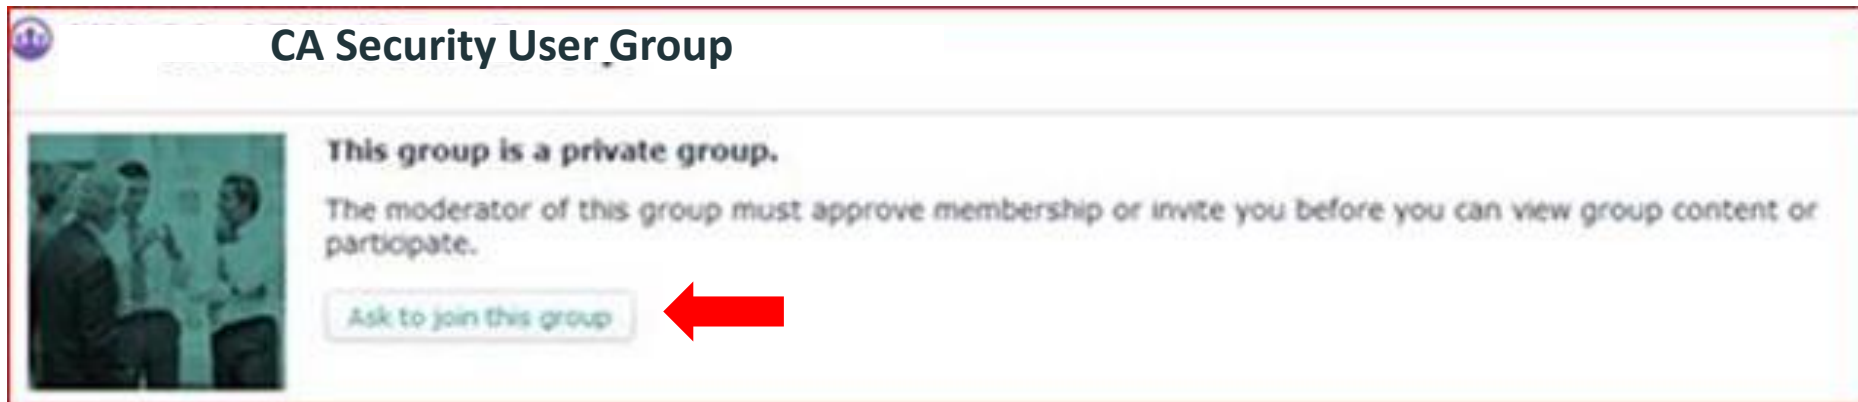 CA Security User Group
This group is a private group.
The moderator of this group must approve membership or invite you before you can view group content or
participate.
Ask to join this group